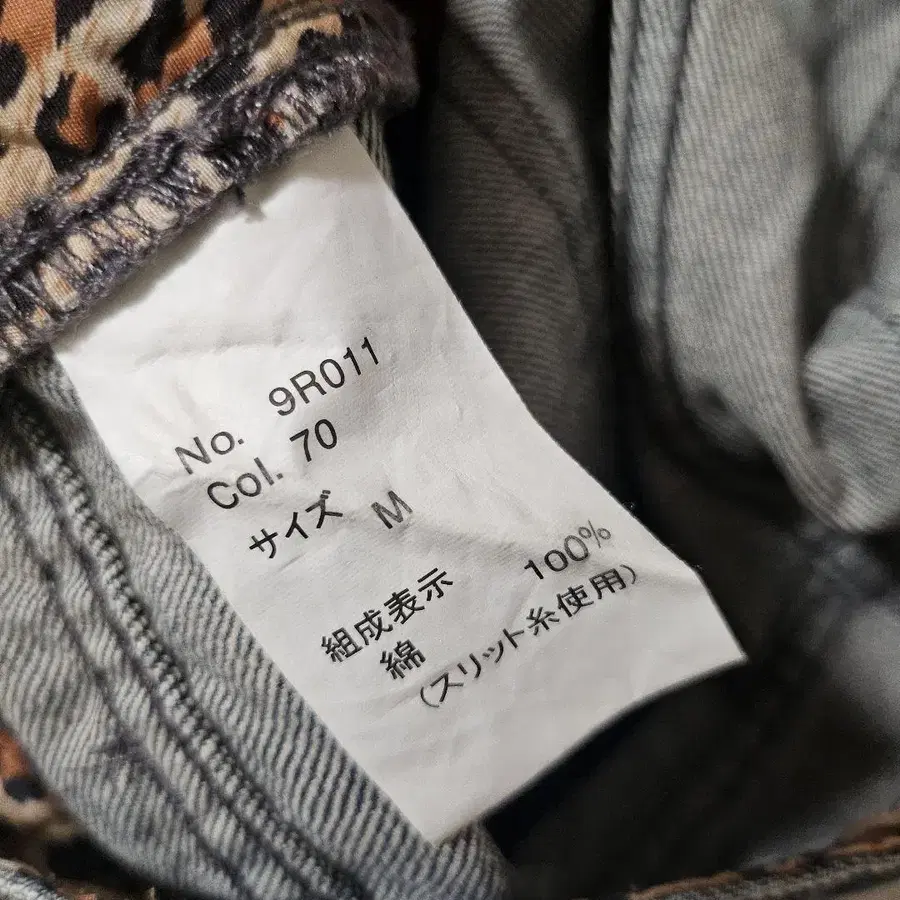 No. 9R011
Col. 70
サイズ M
組成表示
綿 100%
(スリット糸使用)